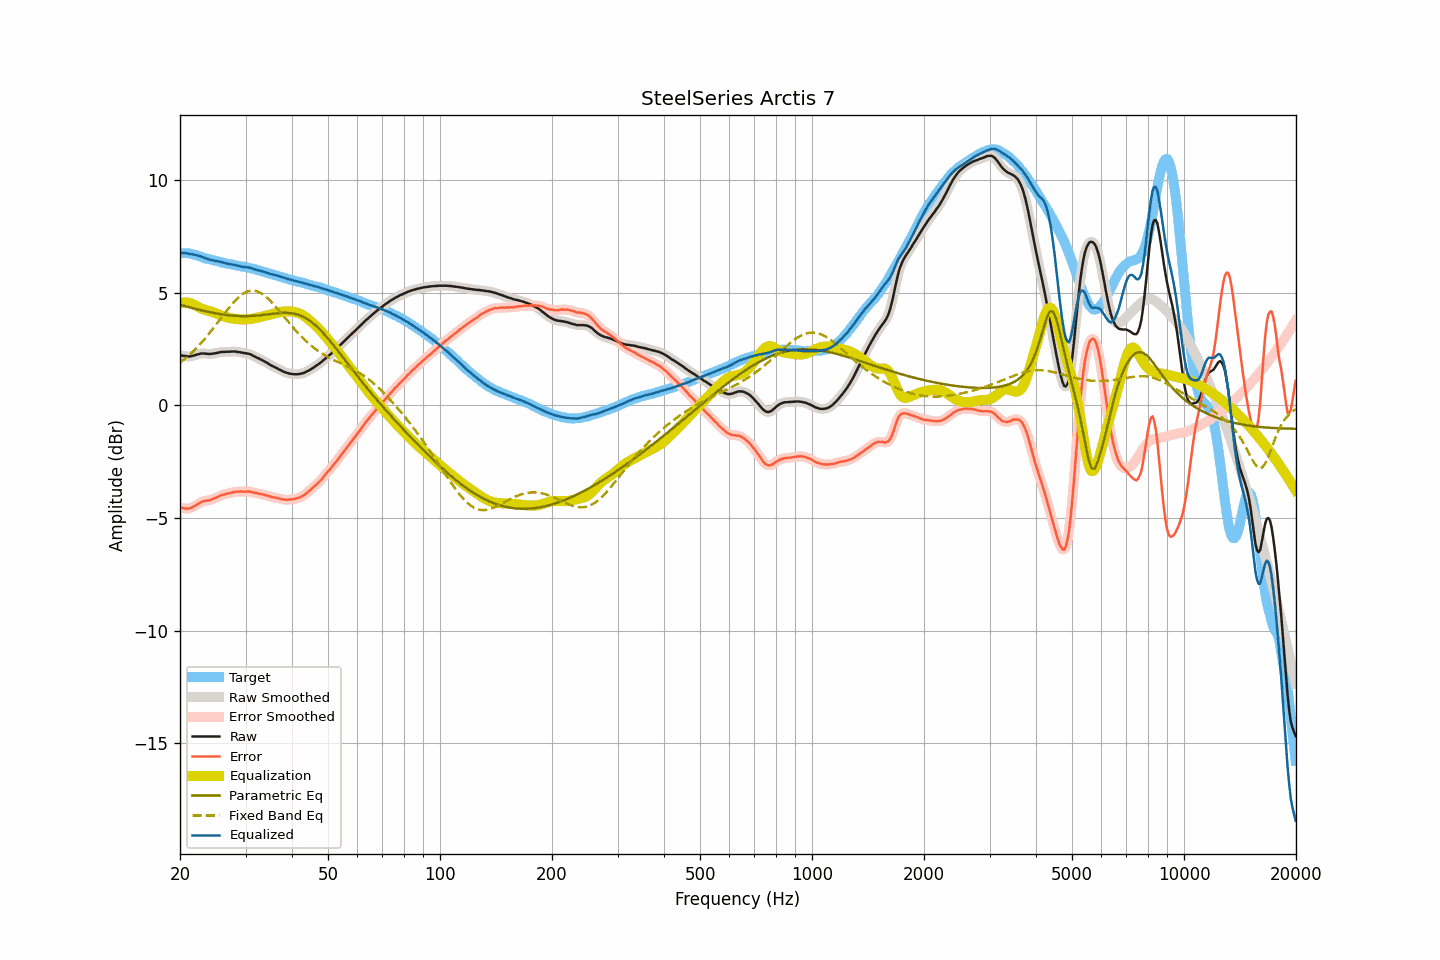 SteelSeries Arctis 7
Amplitude (dBr)
10
5
0
−5
−10
−15
Target
Raw Smoothed
Error Smoothed
Raw
Error
Equalization
Parametric Eq
Fixed Band Eq
Equalized
20 50 100 200 500 1000 2000 5000 10000 20000
Frequency (Hz)